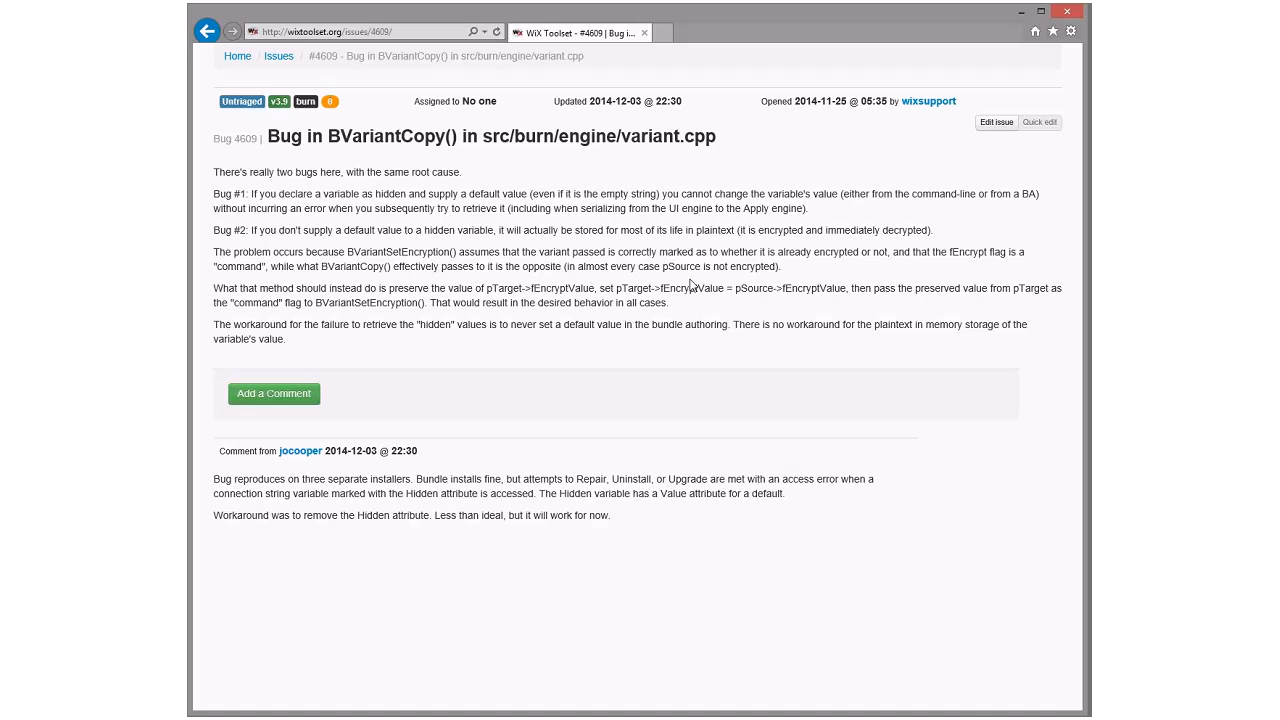 http://wixtoolset.org/issues/4609/
WiX Toolset - #4609 | Bug i...
Home / Issues / #4609 - Bug in BVariantCopy() in src/burn/engine/variant.cpp
Untriaged v3.9 burn 0 Assigned to No one Updated 2014-12-03 @ 22:30 Opened 2014-11-25 @ 05:35 by wixsupport
Edit issue Quick edit
Bug 4609 | Bug in BVariantCopy() in src/burn/engine/variant.cpp
There's really two bugs here, with the same root cause.
Bug #1: If you declare a variable as hidden and supply a default value (even if it is the empty string) you cannot change the variable's value (either from the command-line or from a BA)
without incurring an error when you subsequently try to retrieve it (including when serializing from the UI engine to the Apply engine).
Bug #2: If you don't supply a default value to a hidden variable, it will actually be stored for most of its life in plaintext (it is encrypted and immediately decrypted).
The problem occurs because BVariantSetEncryption() assumes that the variant passed is correctly marked as to whether it is already encrypted or not, and that the fEncrypt flag is a
"command", while what BVariantCopy() effectively passes to it is the opposite (in almost every case pSource is not encrypted).
What that method should instead do is preserve the value of pTarget->fEncryptValue, set pTarget->fEncryptValue = pSource->fEncryptValue, then pass the preserved value from pTarget as
the "command" flag to BVariantSetEncryption(). That would result in the desired behavior in all cases.
The workaround for the failure to retrieve the "hidden" values is to never set a default value in the bundle authoring. There is no workaround for the plaintext in memory storage of the
variable's value.
Add a Comment
Comment from jocooper 2014-12-03 @ 22:30
Bug reproduces on three separate installers. Bundle installs fine, but attempts to Repair, Uninstall, or Upgrade are met with an access error when a
connection string variable marked with the Hidden attribute is accessed. The Hidden variable has a Value attribute for a default.
Workaround was to remove the Hidden attribute. Less than ideal, but it will work for now.